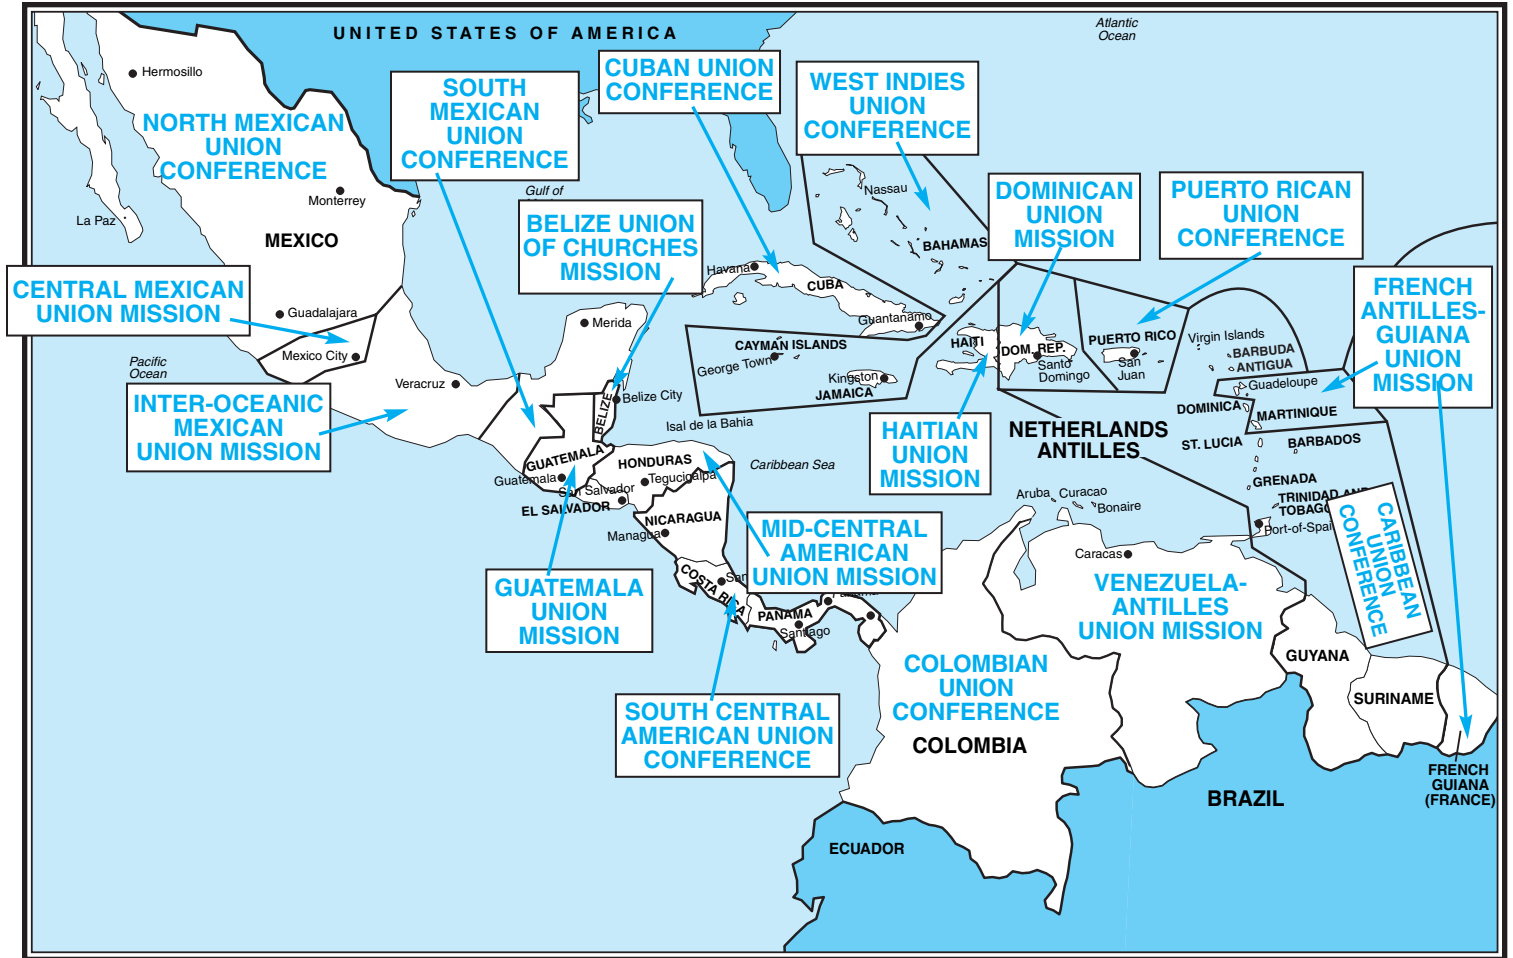 UNITED STATES OF AMERICA
Atlantic
Ocean
Hermosillo
NORTH MEXICAN
UNION
CONFERENCE
Monterrey
La Paz
MEXICO
SOUTH
MEXICAN
UNION
CONFERENCE
CUBAN UNION
CONFERENCE
WEST INDIES
UNION
CONFERENCE
Nassau
BAHAMAS
DOMINICAN
UNION
MISSION
PUERTO RICAN
UNION
CONFERENCE
Gulf of
BELIZE UNION
OF CHURCHES
MISSION
Havana
CUBA
Guantanamo
FRENCH
ANTILLES-
GUIANA
UNION
MISSION
CENTRAL MEXICAN
UNION MISSION
Guadalajara
Mexico City
Merida
CAYMAN ISLANDS
George Town
Kingston
JAMAICA
HAITI
DOM. REP.
Santo
Domingo
PUERTO RICO
San
Juan
Virgin Islands
BARBUDA
ANTIGUA
Guadeloupe
Pacific
Ocean
Veracruz
INTER-OCEANIC
MEXICAN
UNION MISSION
BELIZE
Belize City
Isal de la Bahia
DOMINICA
MARTINIQUE
ST. LUCIA
BARBADOS
GRENADA
TRINIDAD AND
TOBAGO
Port-of-Spai
HAITIAN
UNION
MISSION
NETHERLANDS
ANTILLES
GUATEMALA
Guatemala
HONDURAS
Tegucigalpa
San Salvador
EL SALVADOR
Caribbean Sea
NICARAGUA
Managua
Aruba
Curacao
Bonaire
Caracas
CARIBBEAN
UNION
CONFERENCE
MID-CENTRAL
AMERICAN
UNION MISSION
COSTA RICA
San
GUATEMALA
UNION
MISSION
PANAMA
Panama
Santiago
VENEZUELA-
ANTILLES
UNION MISSION
GUYANA
SURINAME
COLOMBIAN
UNION
CONFERENCE
COLOMBIA
SOUTH CENTRAL
AMERICAN UNION
CONFERENCE
FRENCH
GUIANA
(FRANCE)
BRAZIL
ECUADOR